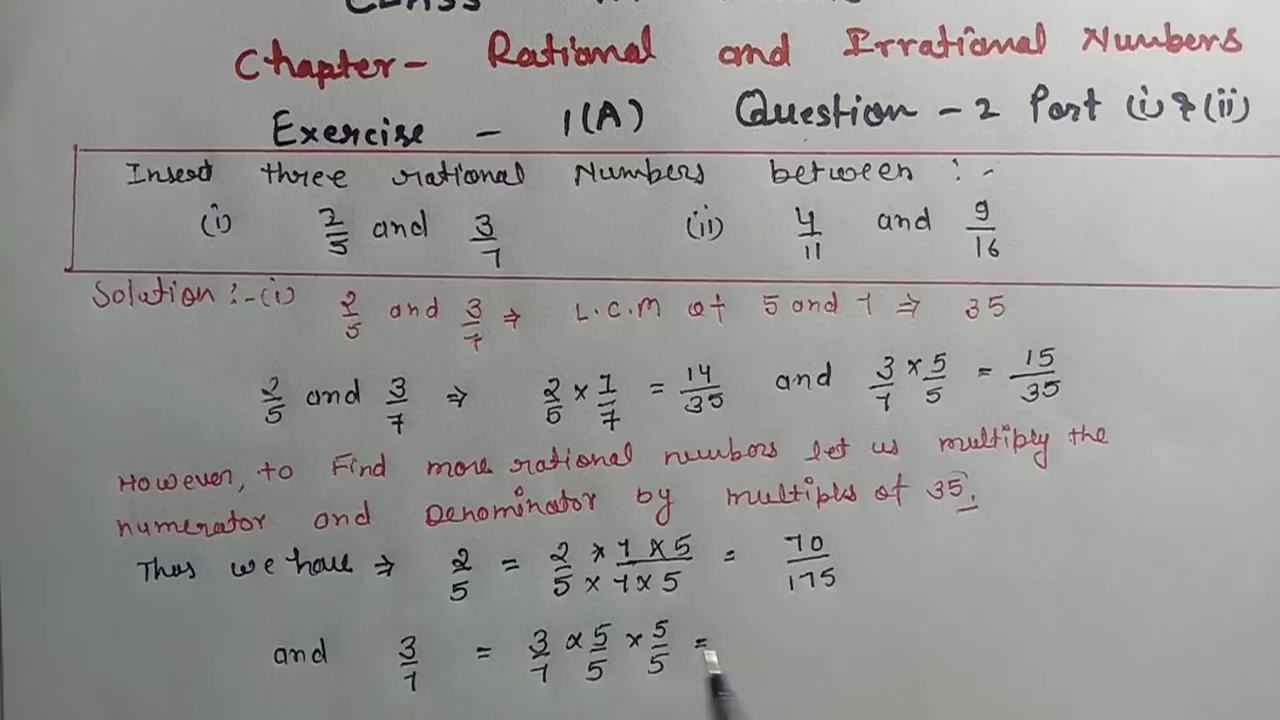 Chapter- Rational and Irrational Numbers
Exercise - 1(A) Question - 2 Part (i) & (ii)
Insert three rational Numbers between :-
(i) 2/5 and 3/7 (ii) 4/11 and 9/16
Solution :- (i) 2/5 and 3/7 ⇒ L.C.M of 5 and 7 ⇒ 35
2/5 and 3/7 ⇒ 2/5 × 7/7 = 14/35 and 3/7 × 5/5 = 15/35
However, to Find more rational numbers let us multiply the
numerator and Denominator by multiples of 35.
Thus we have ⇒ 2/5 = 2/5 × 7 × 5 / × 7 × 5 = 70/175
and 3/7 = 3/7 × 5/5 × 5/5 =